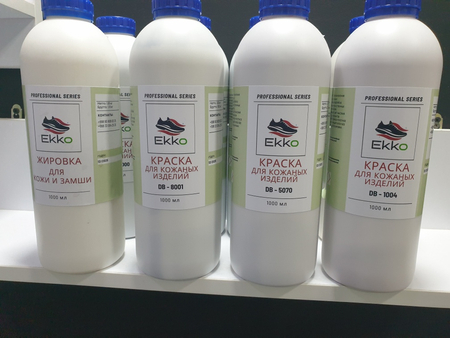 PROFESSIONAL SERIES
EKKO
ЖИРОВКА
ДЛЯ
КОЖИ И ЗАМШИ
1000 мл
PROFESSIONAL SERIES
EKKO
КРАСКА
ДЛЯ КОЖАНЫХ
ИЗДЕЛИЙ
DB - 8001
1000 мл
PROFESSIONAL SERIES
EKKO
КРАСКА
ДЛЯ КОЖАНЫХ
ИЗДЕЛИЙ
DB - 5070
1000 мл
PROFESSIONAL SERIES
EKKO
КРАСКА
ДЛЯ КОЖАНЫХ
ИЗДЕЛИЙ
DB - 1004
1000 мл